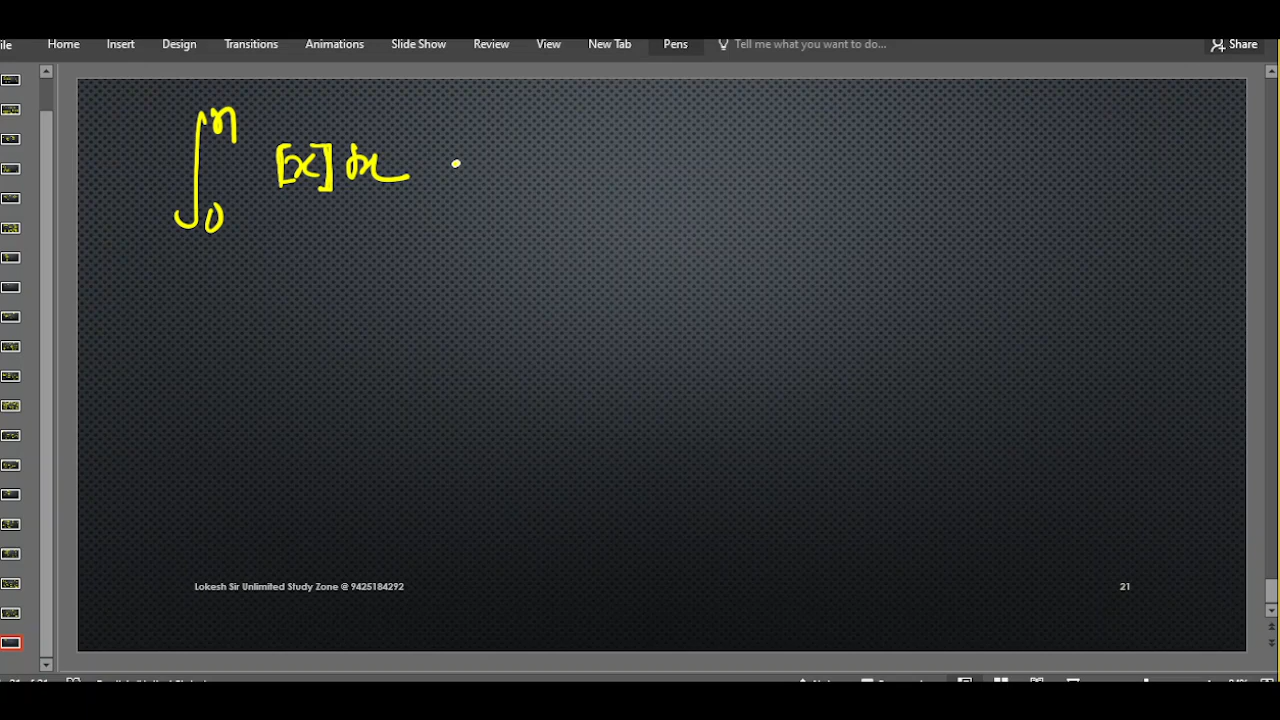 File Home Insert Design Transitions Animations Slide Show Review View New Tab Pens Tell me what you want to do... Share
n
∫ [x] dx
0
Lokesh Sir Unlimited Study Zone @ 9425184292 21